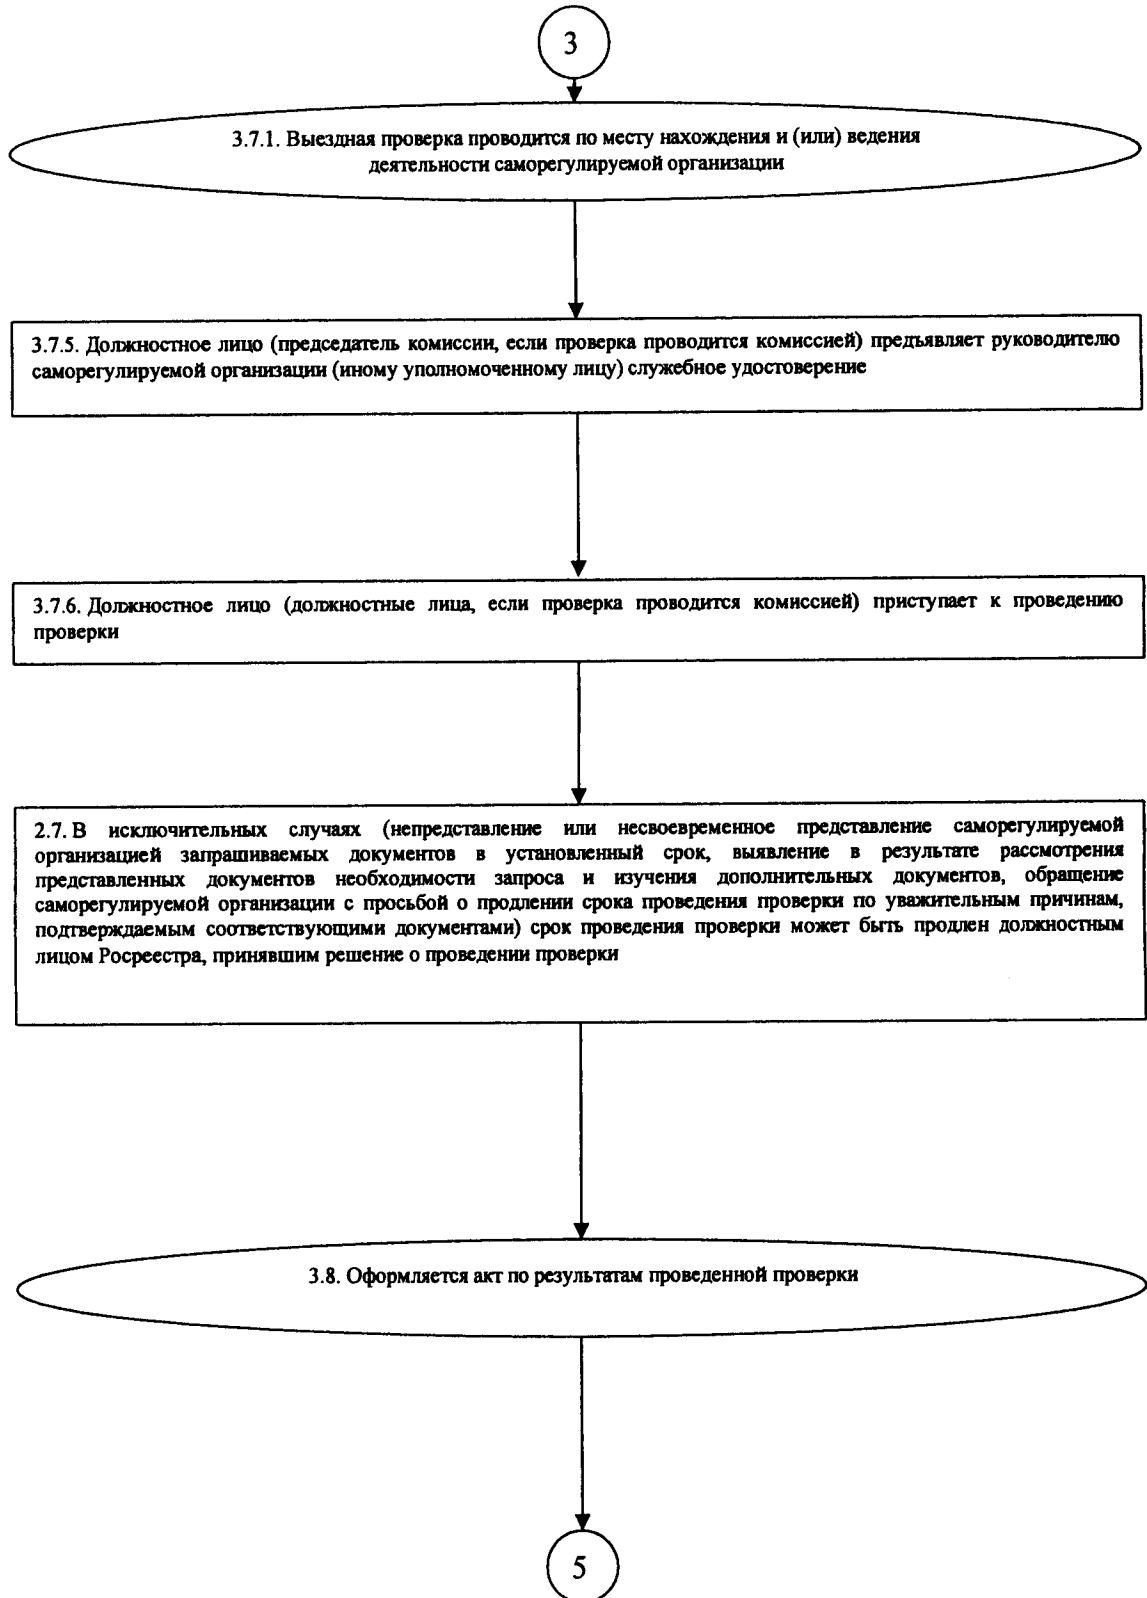 3
3.7.1. Выездная проверка проводится по месту нахождения и (или) ведения
деятельности саморегулируемой организации
3.7.5. Должностное лицо (председатель комиссии, если проверка проводится комиссией) предъявляет руководителю
саморегулируемой организации (иному уполномоченному лицу) служебное удостоверение
3.7.6. Должностное лицо (должностные лица, если проверка проводится комиссией) приступает к проведению
проверки
2.7. В исключительных случаях (непредставление или несвоевременное представление саморегулируемой
организацией запрашиваемых документов в установленный срок, выявление в результате рассмотрения
представленных документов необходимости запроса и изучения дополнительных документов, обращение
саморегулируемой организации с просьбой о продлении срока проведения проверки по уважительным причинам,
подтверждаемым соответствующими документами) срок проведения проверки может быть продлен должностным
лицом Росреестра, принявшим решение о проведении проверки
3.8. Оформляется акт по результатам проведенной проверки
5